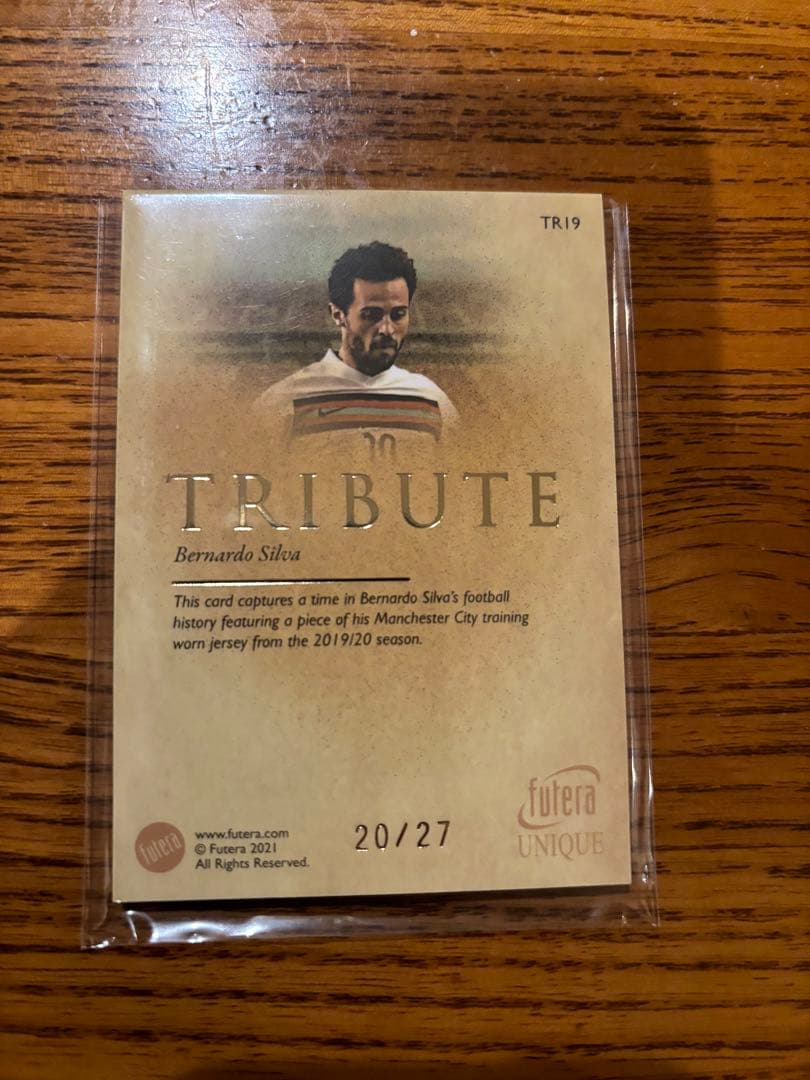 TR19
TRIBUTE
Bernardo Silva
This card captures a time in Bernardo Silva's football
history featuring a piece of his Manchester City training
worn jersey from the 2019/20 season.
futera
UNIQUE
futera
www.futera.com
© Futera 2021
All Rights Reserved.
20/27